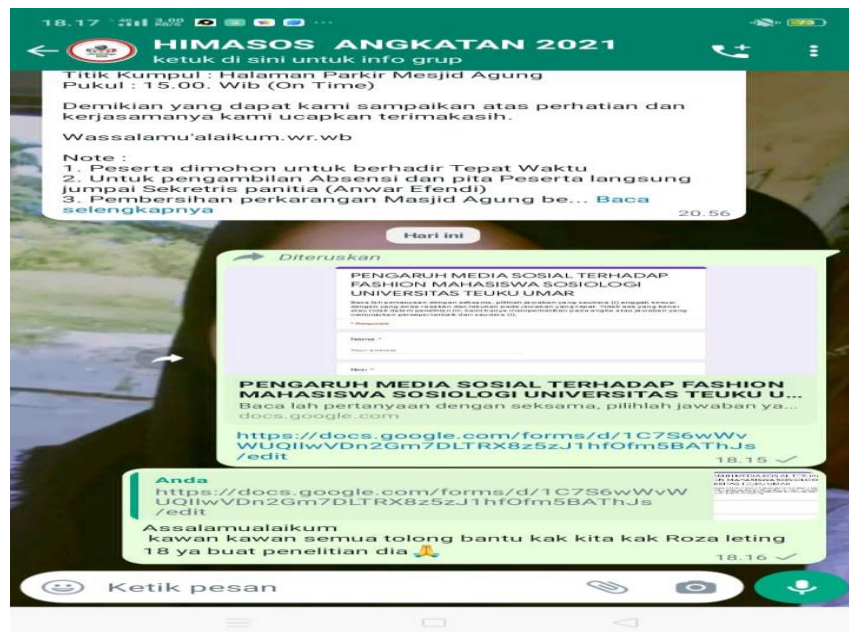 18.17
3,00
KB/s
HIMASOS ANGKATAN 2021
ketuk di sini untuk info grup
Titik Kumpul : Halaman Parkir Mesjid Agung
Pukul : 15.00. Wib (On Time)
Demikian yang dapat kami sampaikan atas perhatian dan
kerjasamanya kami ucapkan terimakasih.
Wassalamu'alaikum.wr.wb
Note :
1. Peserta dimohon untuk berhadir Tepat Waktu
2. Untuk pengambilan Absensi dan pita Peserta langsung
jumpai Sekretris panitia (Anwar Efendi)
3. Pembersihan perkarangan Masjid Agung be... Baca
selengkapnya
20.56
Hari ini
Diteruskan
PENGARUH MEDIA SOSIAL TERHADAP
FASHION MAHASISWA SOSIOLOGI
UNIVERSITAS TEUKU UMAR
* Required
Nama *
PENGARUH MEDIA SOSIAL TERHADAP FASHION
MAHASISWA SOSIOLOGI UNIVERSITAS TEUKU U...
Baca lah pertanyaan dengan seksama, pilihlah jawaban ya...
docs.google.com
https://docs.google.com/forms/d/1C7S6wWv
WUQIlwVDn2Gm7DLTRX8z5zJ1hfOfm5BAThJs
/edit
18.15
Anda
https://docs.google.com/forms/d/1C7S6wWvW
UQIlwVDn2Gm7DLTRX8z5zJ1hfOfm5BAThJs
/edit
Assalamualaikum
kawan kawan semua tolong bantu kak kita kak Roza leting
18 ya buat penelitian dia 🙏
18.16
Ketik pesan